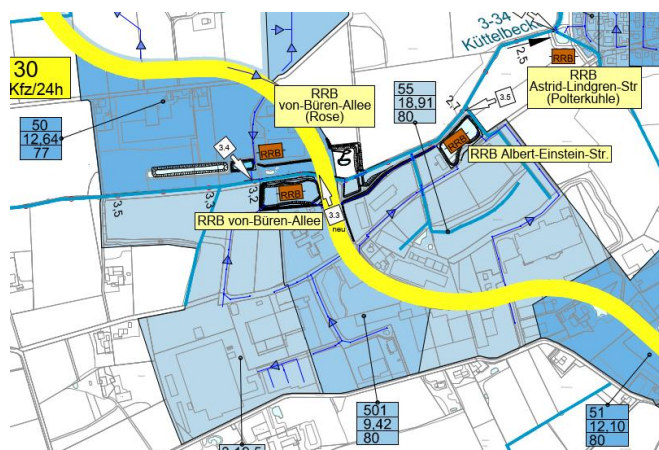 3-34
Küttelbeck
2,5
RRB
RRB
Astrid-Lindgren-Str
(Polterkuhle)
30
Kfz/24h
RRB
von-Büren-Allee
(Rose)
55
18,91
80
2,7
3.5
50
12,64
77
3.4
RRB
RRB
RRB Albert-Einstein-Str.
3,5
3,3
3,2
RRB
3.3
neu
RRB von-Büren-Allee
501
9,42
80
51
12,10
80